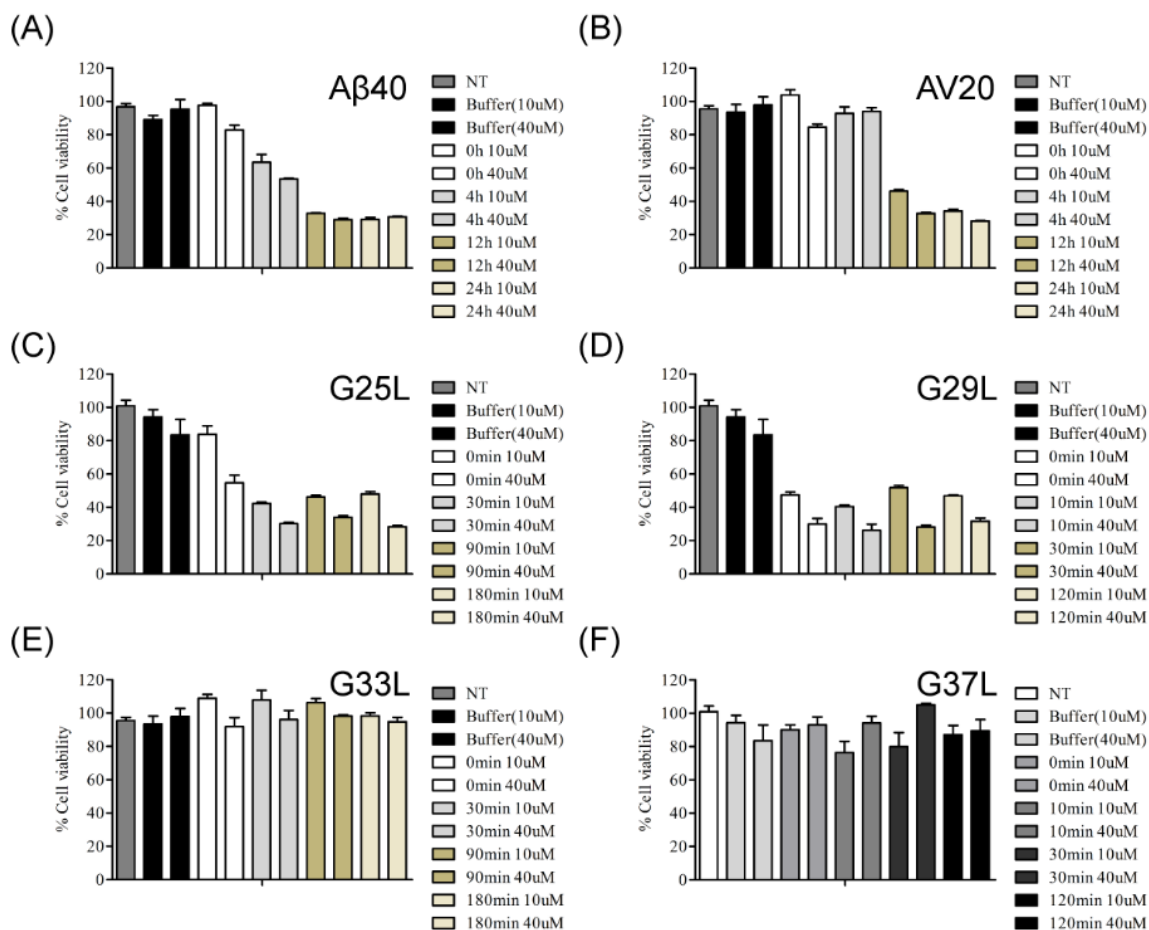 (A)
Aβ40
% Cell viability
120
100
80
60
40
20
0
NT
Buffer(10uM)
Buffer(40uM)
0h 10uM
0h 40uM
4h 10uM
4h 40uM
12h 10uM
12h 40uM
24h 10uM
24h 40uM
(B)
AV20
% Cell viability
120
100
80
60
40
20
0
NT
Buffer(10uM)
Buffer(40uM)
0h 10uM
0h 40uM
4h 10uM
4h 40uM
12h 10uM
12h 40uM
24h 10uM
24h 40uM
(C)
G25L
% Cell viability
120
100
80
60
40
20
0
NT
Buffer(10uM)
Buffer(40uM)
0min 10uM
0min 40uM
30min 10uM
30min 40uM
90min 10uM
90min 40uM
180min 10uM
180min 40uM
(D)
G29L
% Cell viability
120
100
80
60
40
20
0
NT
Buffer(10uM)
Buffer(40uM)
0min 10uM
0min 40uM
10min 10uM
10min 40uM
30min 10uM
30min 40uM
120min 10uM
120min 40uM
(E)
G33L
% Cell viability
120
100
80
60
40
20
0
NT
Buffer(10uM)
Buffer(40uM)
0min 10uM
0min 40uM
30min 10uM
30min 40uM
90min 10uM
90min 40uM
180min 10uM
180min 40uM
(F)
G37L
% Cell viability
120
100
80
60
40
20
0
NT
Buffer(10uM)
Buffer(40uM)
0min 10uM
0min 40uM
10min 10uM
10min 40uM
30min 10uM
30min 40uM
120min 10uM
120min 40uM